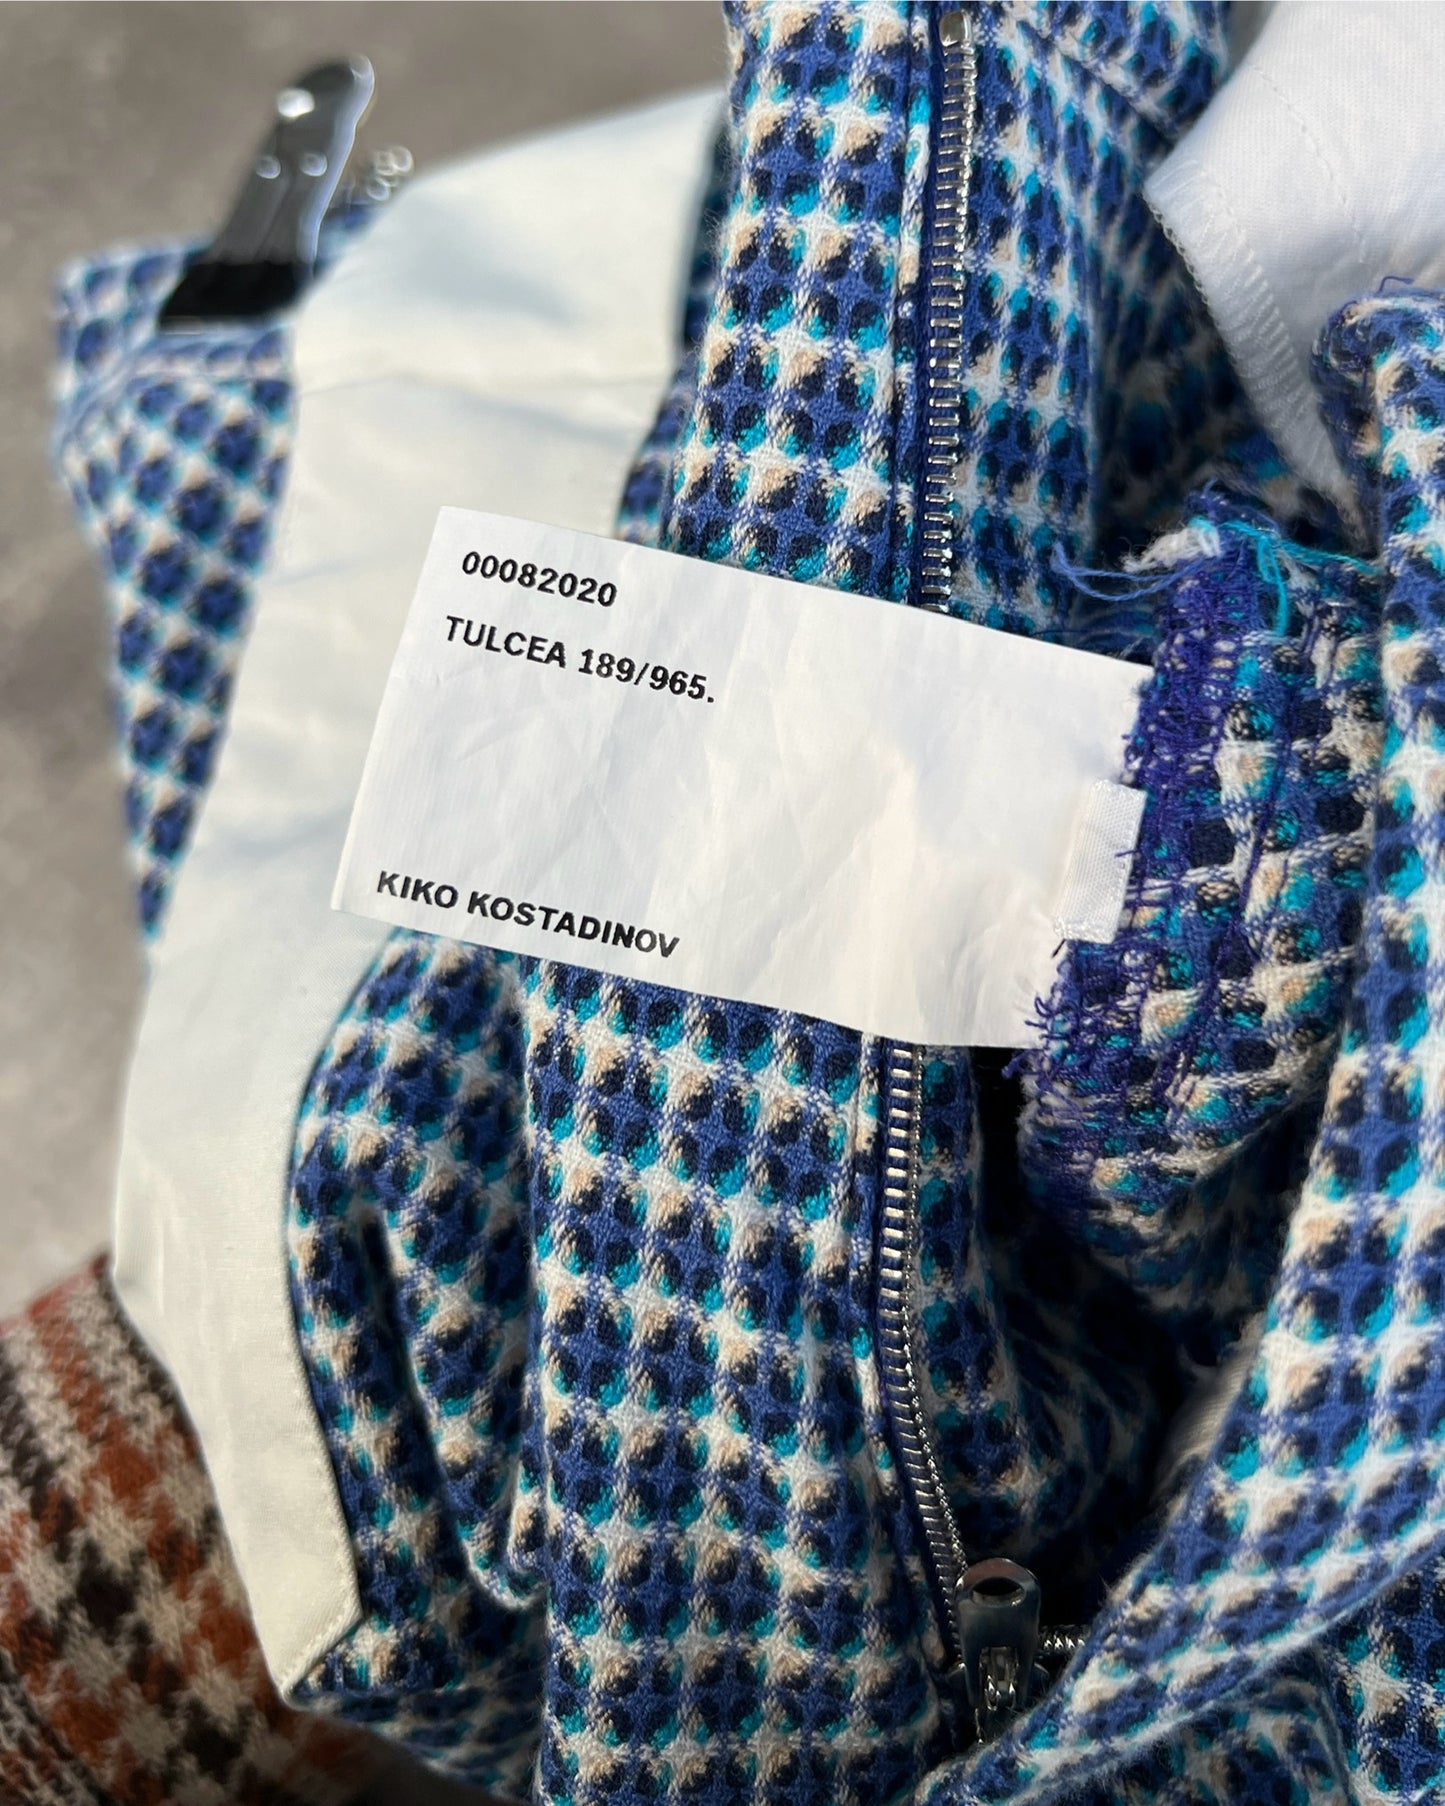 00082020
TULCEA 189/965.
KIKO KOSTADINOV